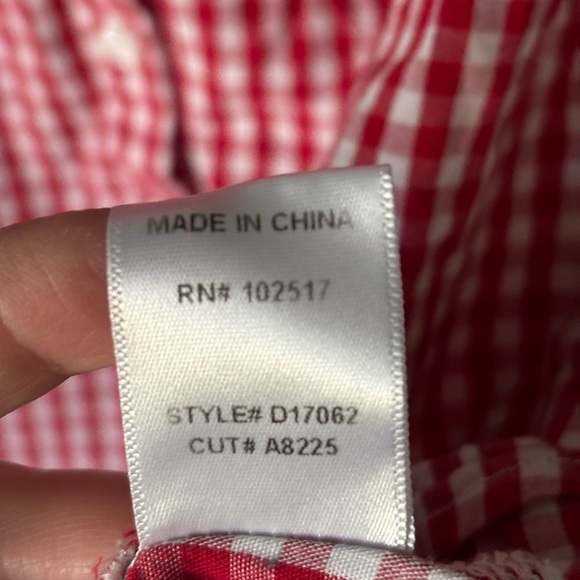 MADE IN CHINA
RN# 102517
STYLE# D17062
CUT# A8225